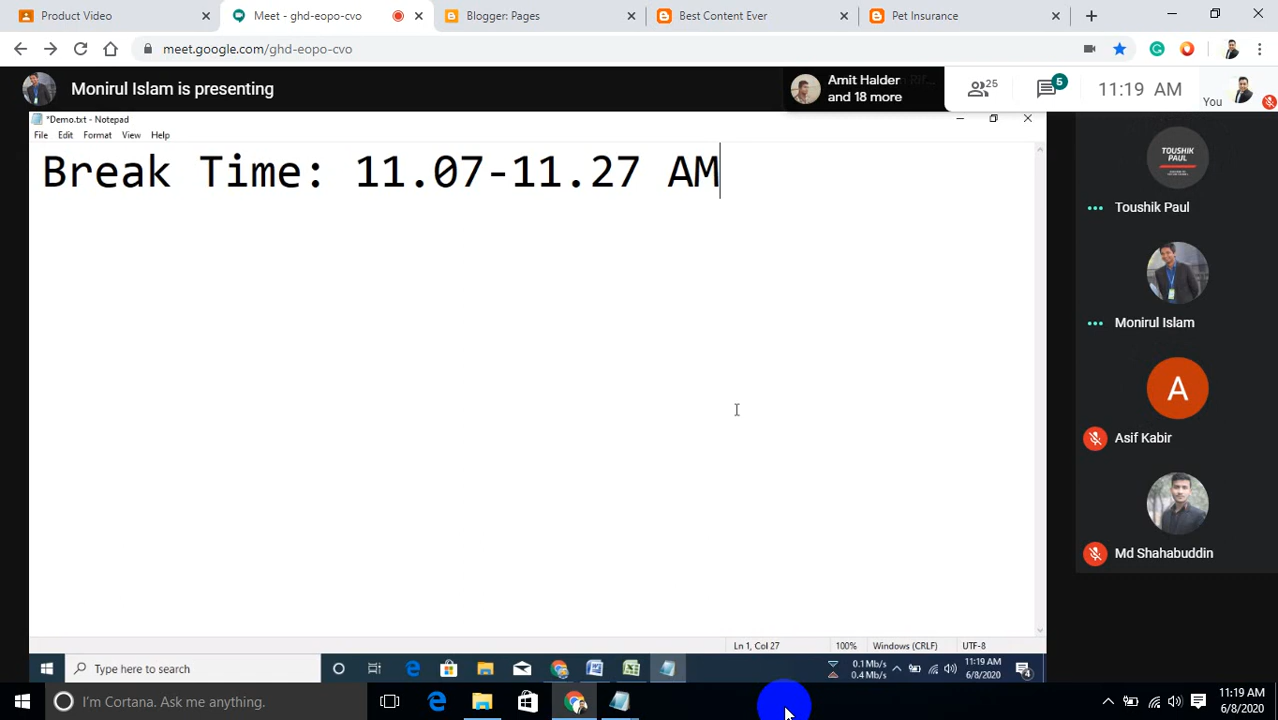 Product Video
Meet - ghd-eopo-cvo
Blogger: Pages
Best Content Ever
Pet Insurance
meet.google.com/ghd-eopo-cvo
Monirul Islam is presenting
Amit Halder
and 18 more
25
5
11:19 AM
You
*Demo.txt - Notepad
File Edit Format View Help
Break Time: 11.07-11.27 AM
TOUSHIK
PAUL
Toushik Paul
Monirul Islam
A
Asif Kabir
Md Shahabuddin
Ln 1, Col 27
100%
Windows (CRLF)
UTF-8
Type here to search
0.1Mb/s
0.4 Mb/s
11:19 AM
6/8/2020
4
I'm Cortana. Ask me anything.
11:19 AM
6/8/2020